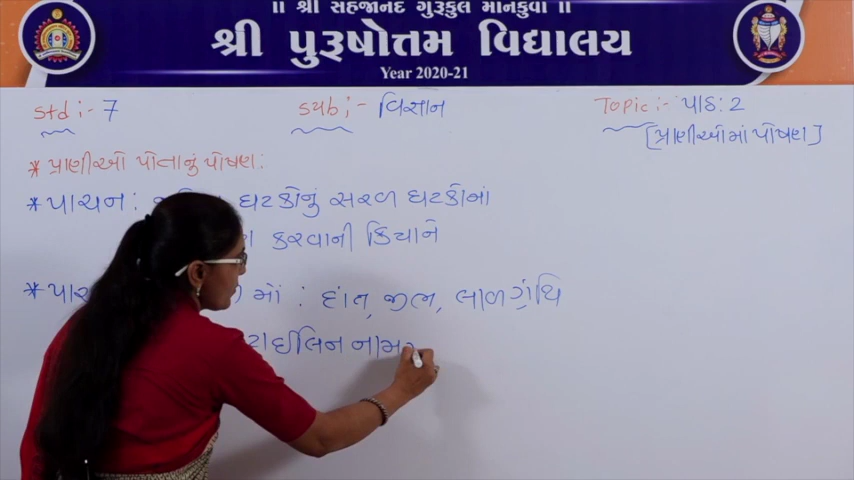 ॥ શ્રી સહજાનંદ ગુરુકુલ માનકુવા ॥
શ્રી પુરૂષોત્તમ વિદ્યાલય
Year 2020-21
Std :- 7
Sub :- વિજ્ઞાન
Topic :- પાઠ : 2
[પ્રાણીઓમાં પોષણ]
* પ્રાણીઓ પોતાનું પોષણ :
* પાચન : ઘટકોનું સરળ ઘટકોમાં
કરવાની ક્રિયાને
* માં : દાંત, જીભ, લાળગ્રંથિ